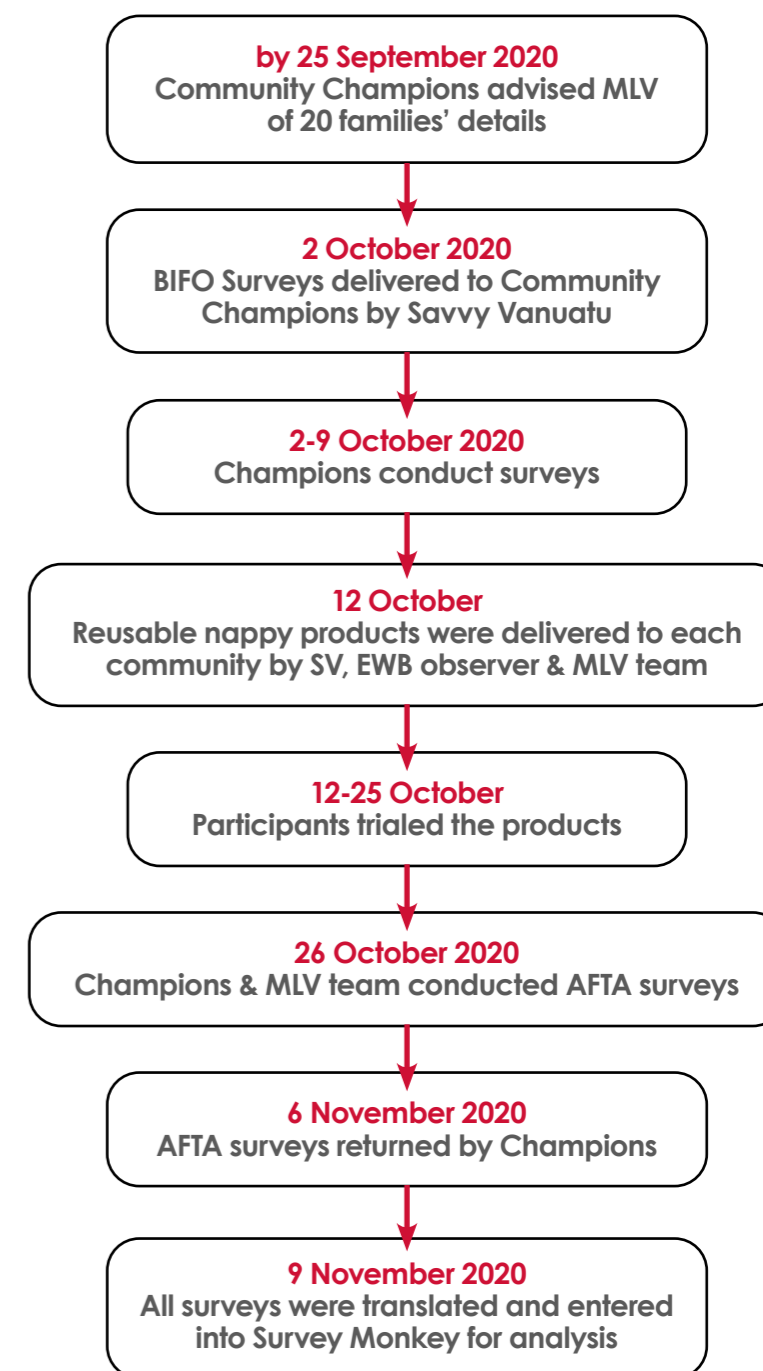 by 25 September 2020
Community Champions advised MLV
of 20 families’ details
2 October 2020
BIFO Surveys delivered to Community
Champions by Savvy Vanuatu
2-9 October 2020
Champions conduct surveys
12 October
Reusable nappy products were delivered to each
community by SV, EWB observer & MLV team
12-25 October
Participants trialed the products
26 October 2020
Champions & MLV team conducted AFTA surveys
6 November 2020
AFTA surveys returned by Champions
9 November 2020
All surveys were translated and entered
into Survey Monkey for analysis